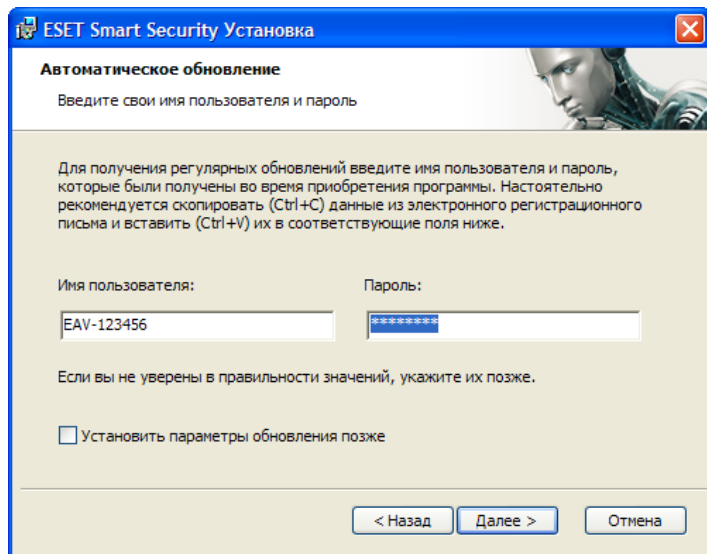 ESET Smart Security Установка
Автоматическое обновление
Введите свои имя пользователя и пароль
Для получения регулярных обновлений введите имя пользователя и пароль,
которые были получены во время приобретения программы. Настоятельно
рекомендуется скопировать (Ctrl+C) данные из электронного регистрационного
письма и вставить (Ctrl+V) их в соответствующие поля ниже.
Имя пользователя: Пароль:
EAV-123456 ********
Если вы не уверены в правильности значений, укажите их позже.
Установить параметры обновления позже
< Назад Далее > Отмена